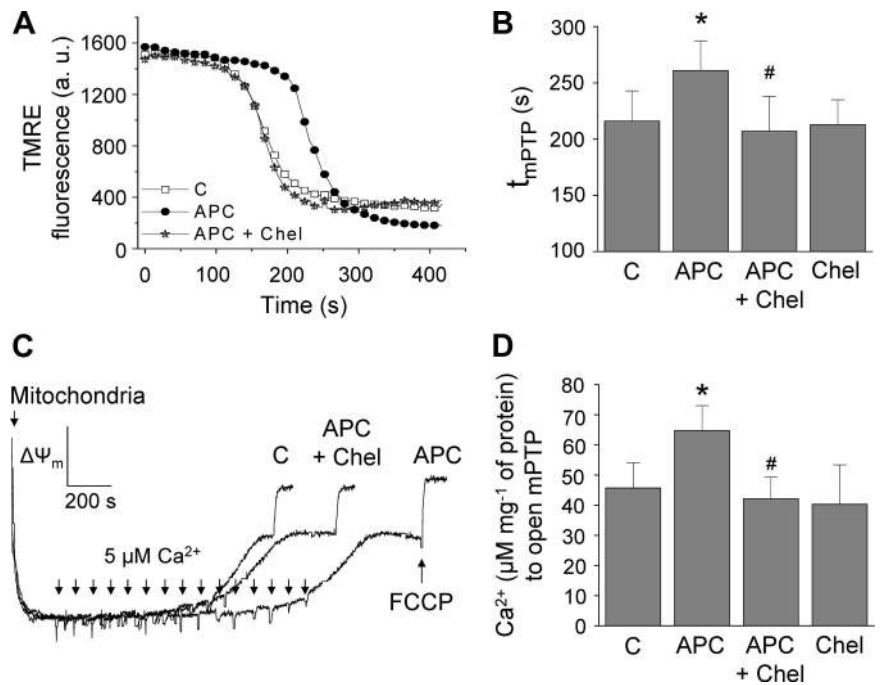 A
TMRE
fluorescence (a. u.)
1600
1200
800
400
0
C
APC
APC + Chel
0 100 200 300 400
Time (s)
B
t_mPTP (s)
300
250
200
150
100
*
#
C APC APC Chel
+ Chel
C
Mitochondria
ΔΨm
200 s
5 µM Ca²⁺
C
APC
+ Chel
APC
FCCP
D
Ca²⁺ (µM mg⁻¹ of protein)
to open mPTP
80
70
60
50
40
30
20
10
0
*
#
C APC APC Chel
+ Chel